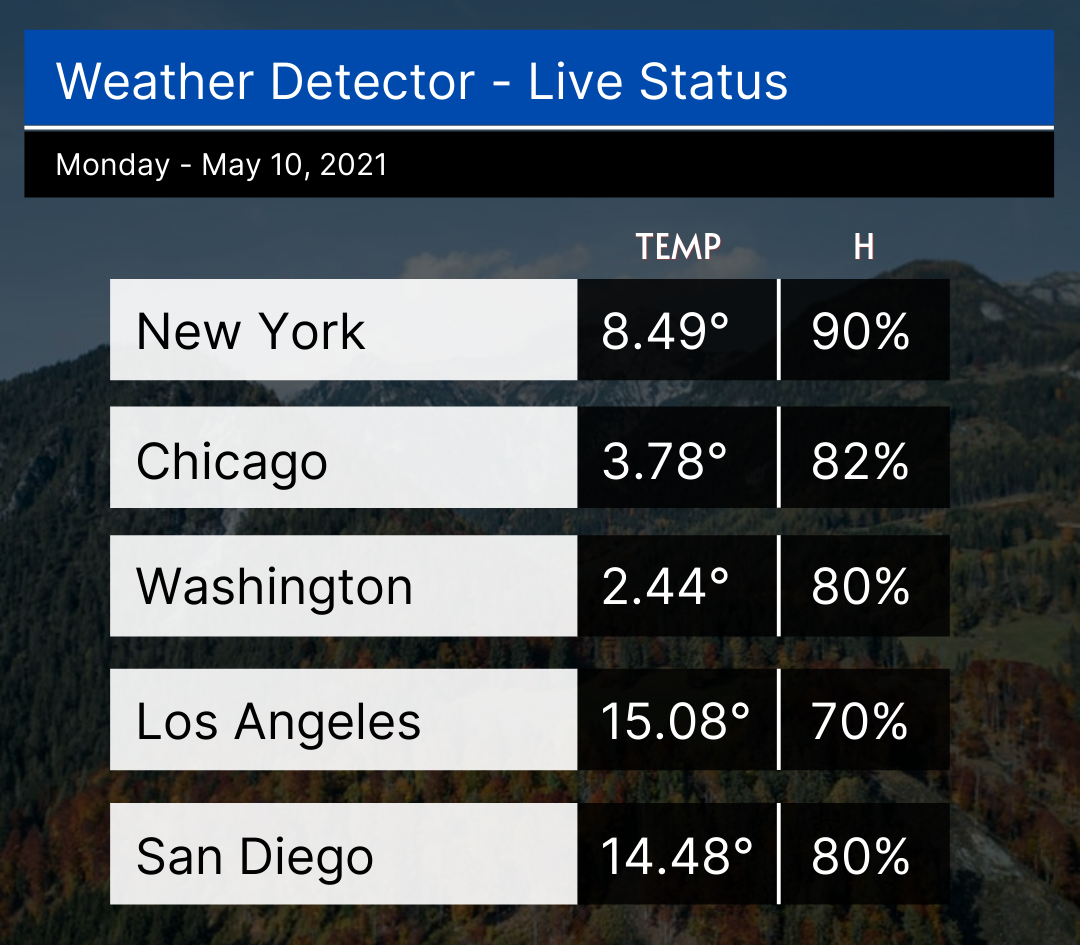 Weather Detector - Live Status
Monday - May 10, 2021
TEMP H
New York 8.49° 90%
Chicago 3.78° 82%
Washington 2.44° 80%
Los Angeles 15.08° 70%
San Diego 14.48° 80%